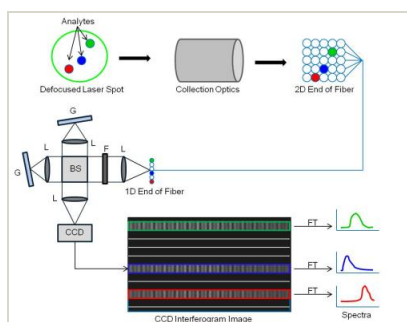 Analytes
Defocused Laser Spot
Collection Optics
2D End of Fiber
G
L
L
F
L
G
BS
1D End of Fiber
L
CCD
FT
FT
FT
CCD Interferogram Image
Spectra